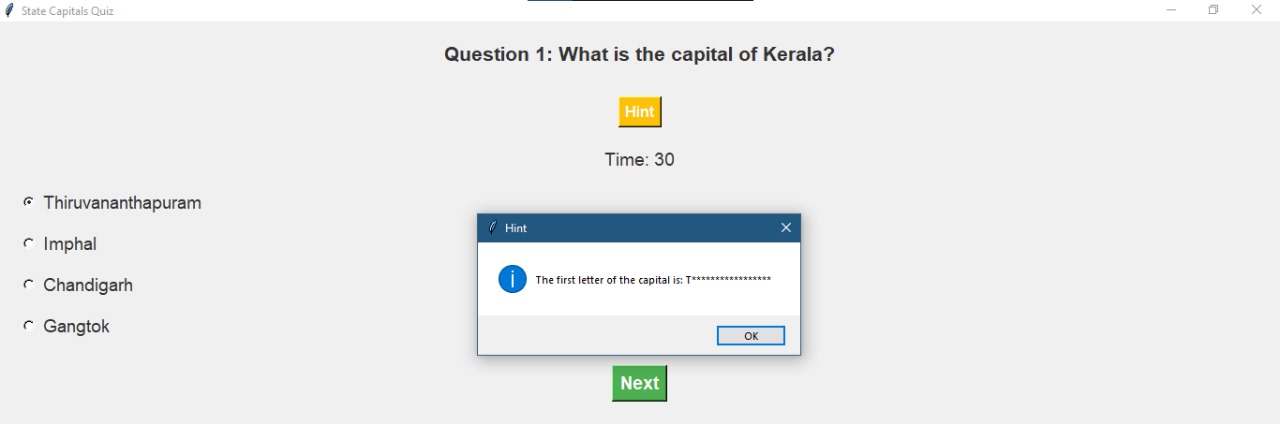 State Capitals Quiz
Question 1: What is the capital of Kerala?
Hint
Time: 30
Thiruvananthapuram
Imphal
Chandigarh
Gangtok
Hint
The first letter of the capital is: T*****************
OK
Next